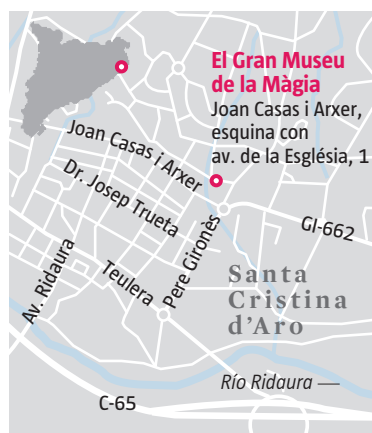 El Gran Museu
de la Màgia
Joan Casas i Arxer,
esquina con
av. de la Església, 1
Joan Casas i Arxer
Dr. Josep Trueta
GI-662
Pere Gironès
Av. Ridaura
Teulera
Santa
Cristina
d’Aro
Río Ridaura
C-65